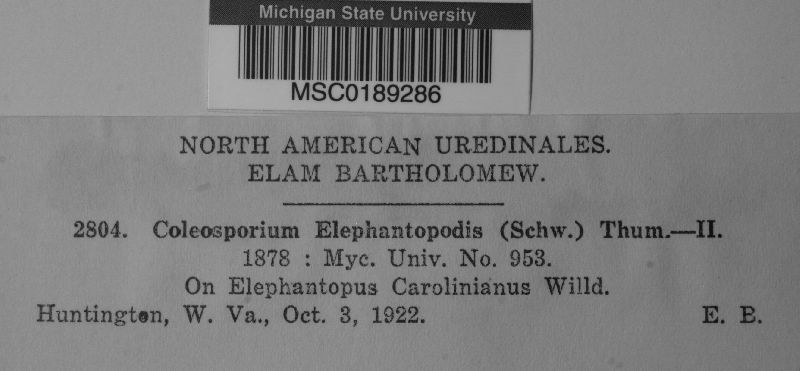 Michigan State University
MSC0189286
NORTH AMERICAN UREDINALES.
ELAM BARTHOLOMEW.
2804. Coleosporium Elephantopodis (Schw.) Thum.—II.
1878 : Myc. Univ. No. 953.
On Elephantopus Carolinianus Willd.
Huntington, W. Va., Oct. 3, 1922. E. B.